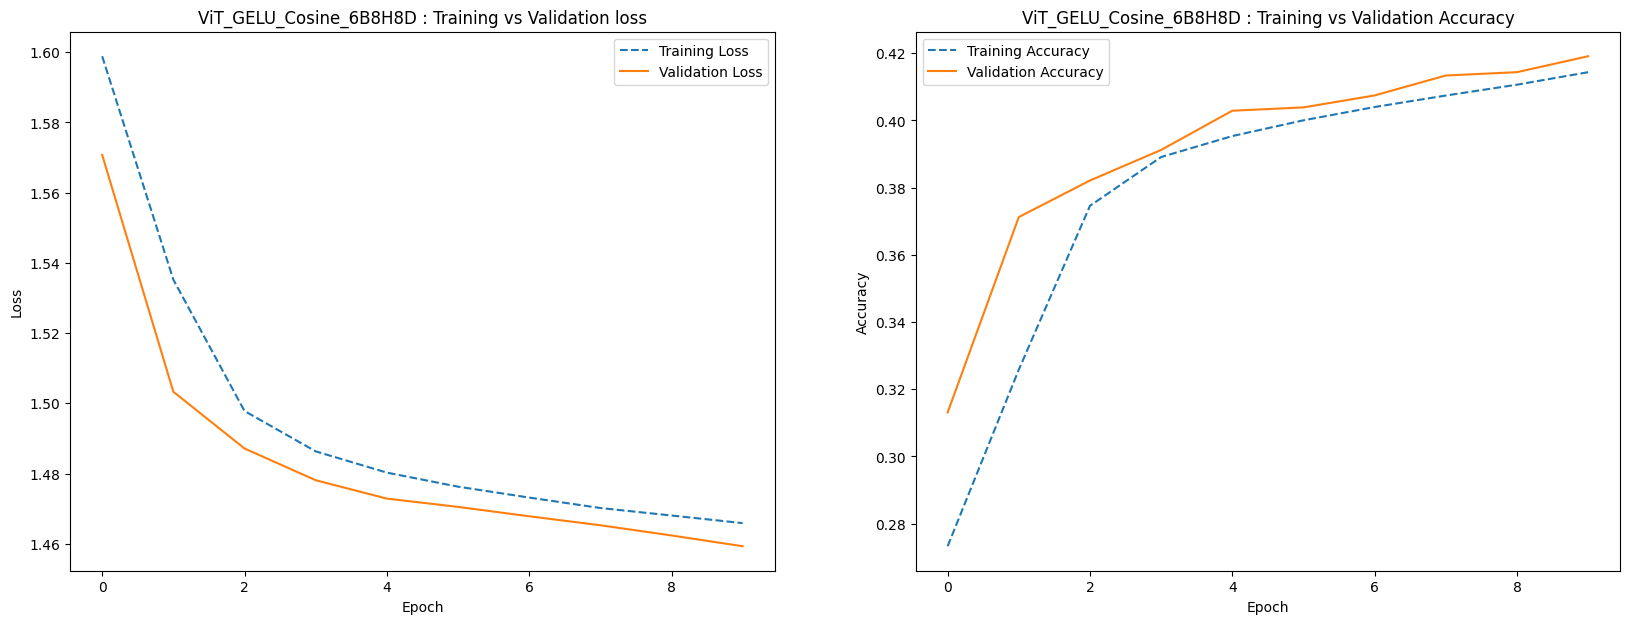 ViT_GELU_Cosine_6B8H8D : Training vs Validation loss
Training Loss
Validation Loss
1.60
1.58
1.56
1.54
1.52
1.50
1.48
1.46
Loss
0 2 4 6 8
Epoch
ViT_GELU_Cosine_6B8H8D : Training vs Validation Accuracy
Training Accuracy
Validation Accuracy
0.42
0.40
0.38
0.36
0.34
0.32
0.30
0.28
Accuracy
0 2 4 6 8
Epoch